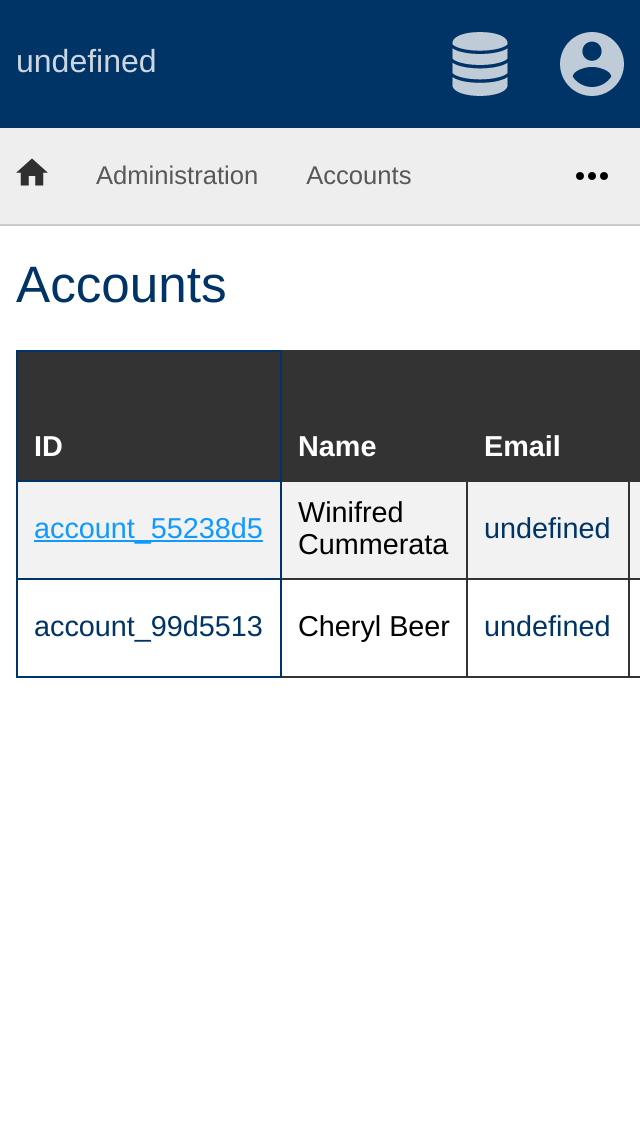 undefined
Administration Accounts
Accounts
ID Name Email
account_55238d5 Winifred Cummerata undefined
account_99d5513 Cheryl Beer undefined